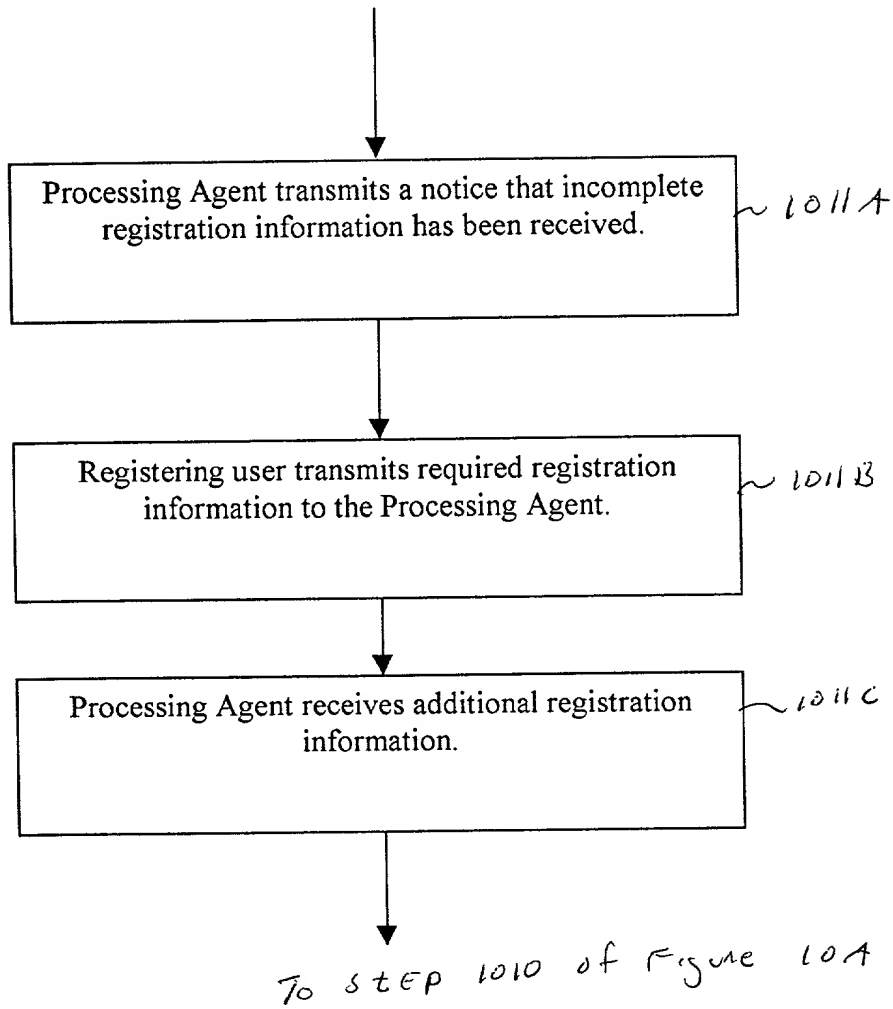 Processing Agent transmits a notice that incomplete
registration information has been received.
1011A
Registering user transmits required registration
information to the Processing Agent.
1011B
Processing Agent receives additional registration
information.
1011C
To STEP 1010 of Figure 10A